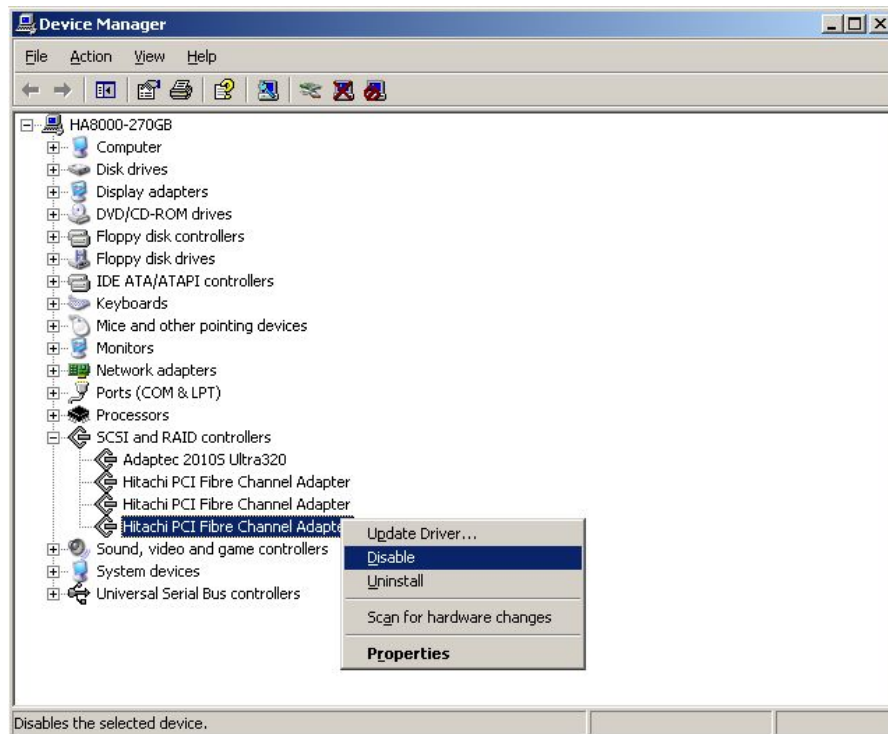 Device Manager
File Action View Help
HA8000-270GB
Computer
Disk drives
Display adapters
DVD/CD-ROM drives
Floppy disk controllers
Floppy disk drives
IDE ATA/ATAPI controllers
Keyboards
Mice and other pointing devices
Monitors
Network adapters
Ports (COM & LPT)
Processors
SCSI and RAID controllers
Adaptec 2010S Ultra320
Hitachi PCI Fibre Channel Adapter
Hitachi PCI Fibre Channel Adapter
Hitachi PCI Fibre Channel Adapte
Sound, video and game controllers
System devices
Universal Serial Bus controllers
Update Driver...
Disable
Uninstall
Scan for hardware changes
Properties
Disables the selected device.